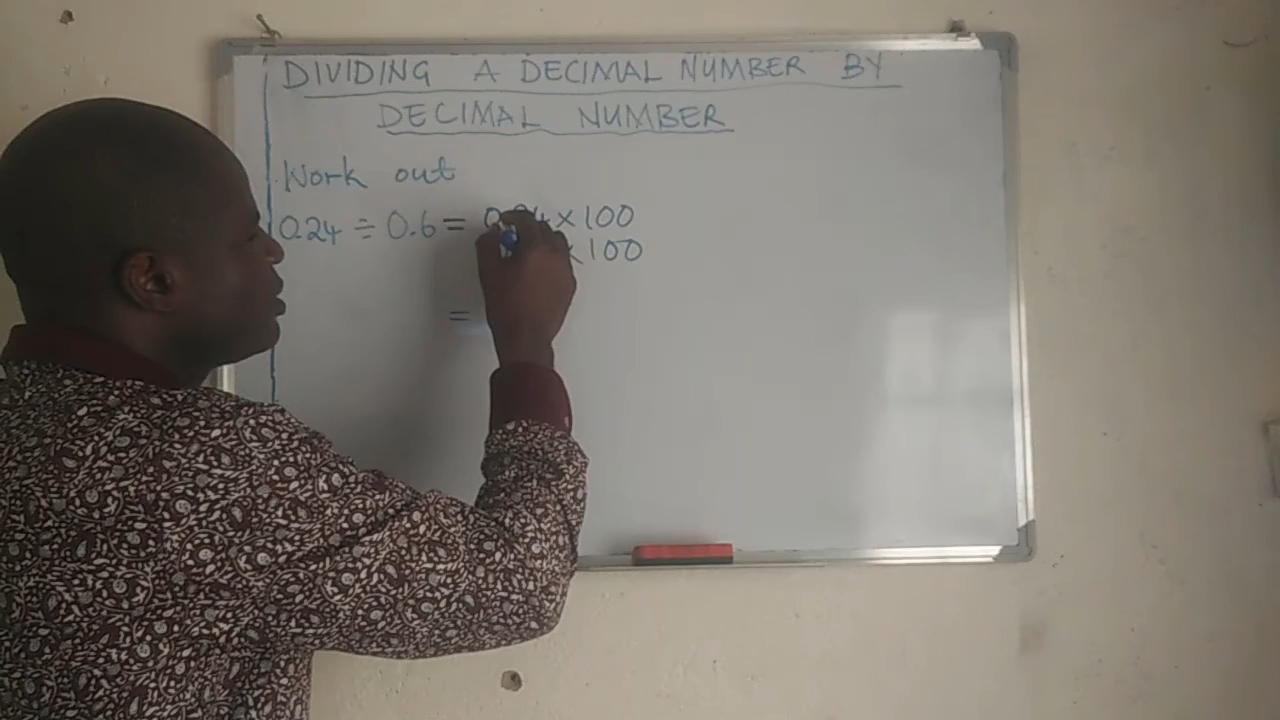 DIVIDING A DECIMAL NUMBER BY
DECIMAL NUMBER
Work out
0.24 ÷ 0.6 = 0.24 × 100
× 100
=